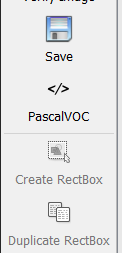 Save
</>
PascalVOC
Create RectBox
Duplicate RectBox